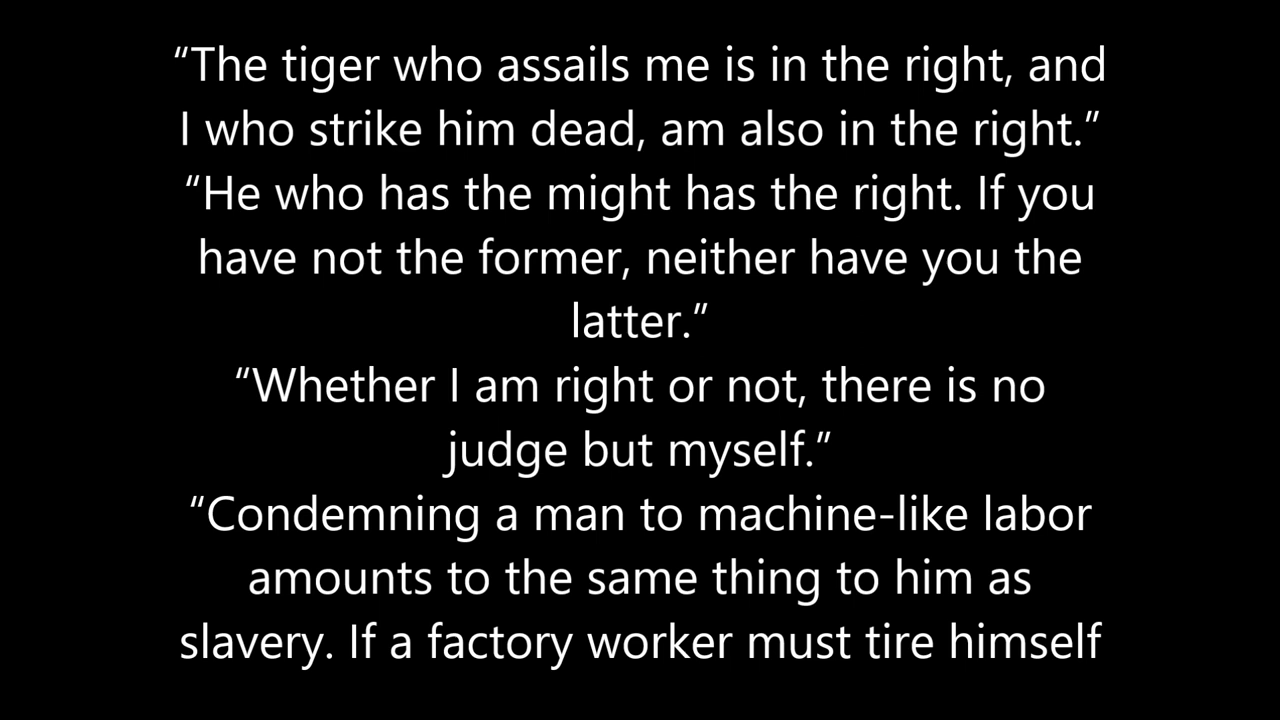 “The tiger who assails me is in the right, and
I who strike him dead, am also in the right.”
“He who has the might has the right. If you
have not the former, neither have you the
latter.”
“Whether I am right or not, there is no
judge but myself.”
“Condemning a man to machine-like labor
amounts to the same thing to him as
slavery. If a factory worker must tire himself